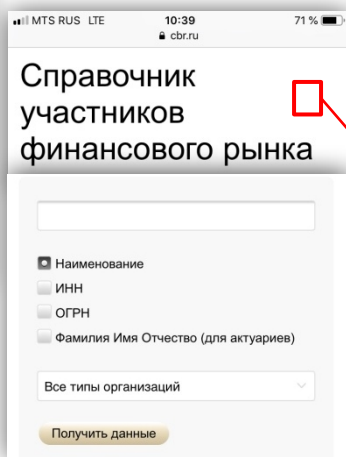 MTS RUS LTE 10:39 71 %
cbr.ru
Справочник
участников
финансового рынка
Наименование
ИНН
ОГРН
Фамилия Имя Отчество (для актуариев)
Все типы организаций
Получить данные